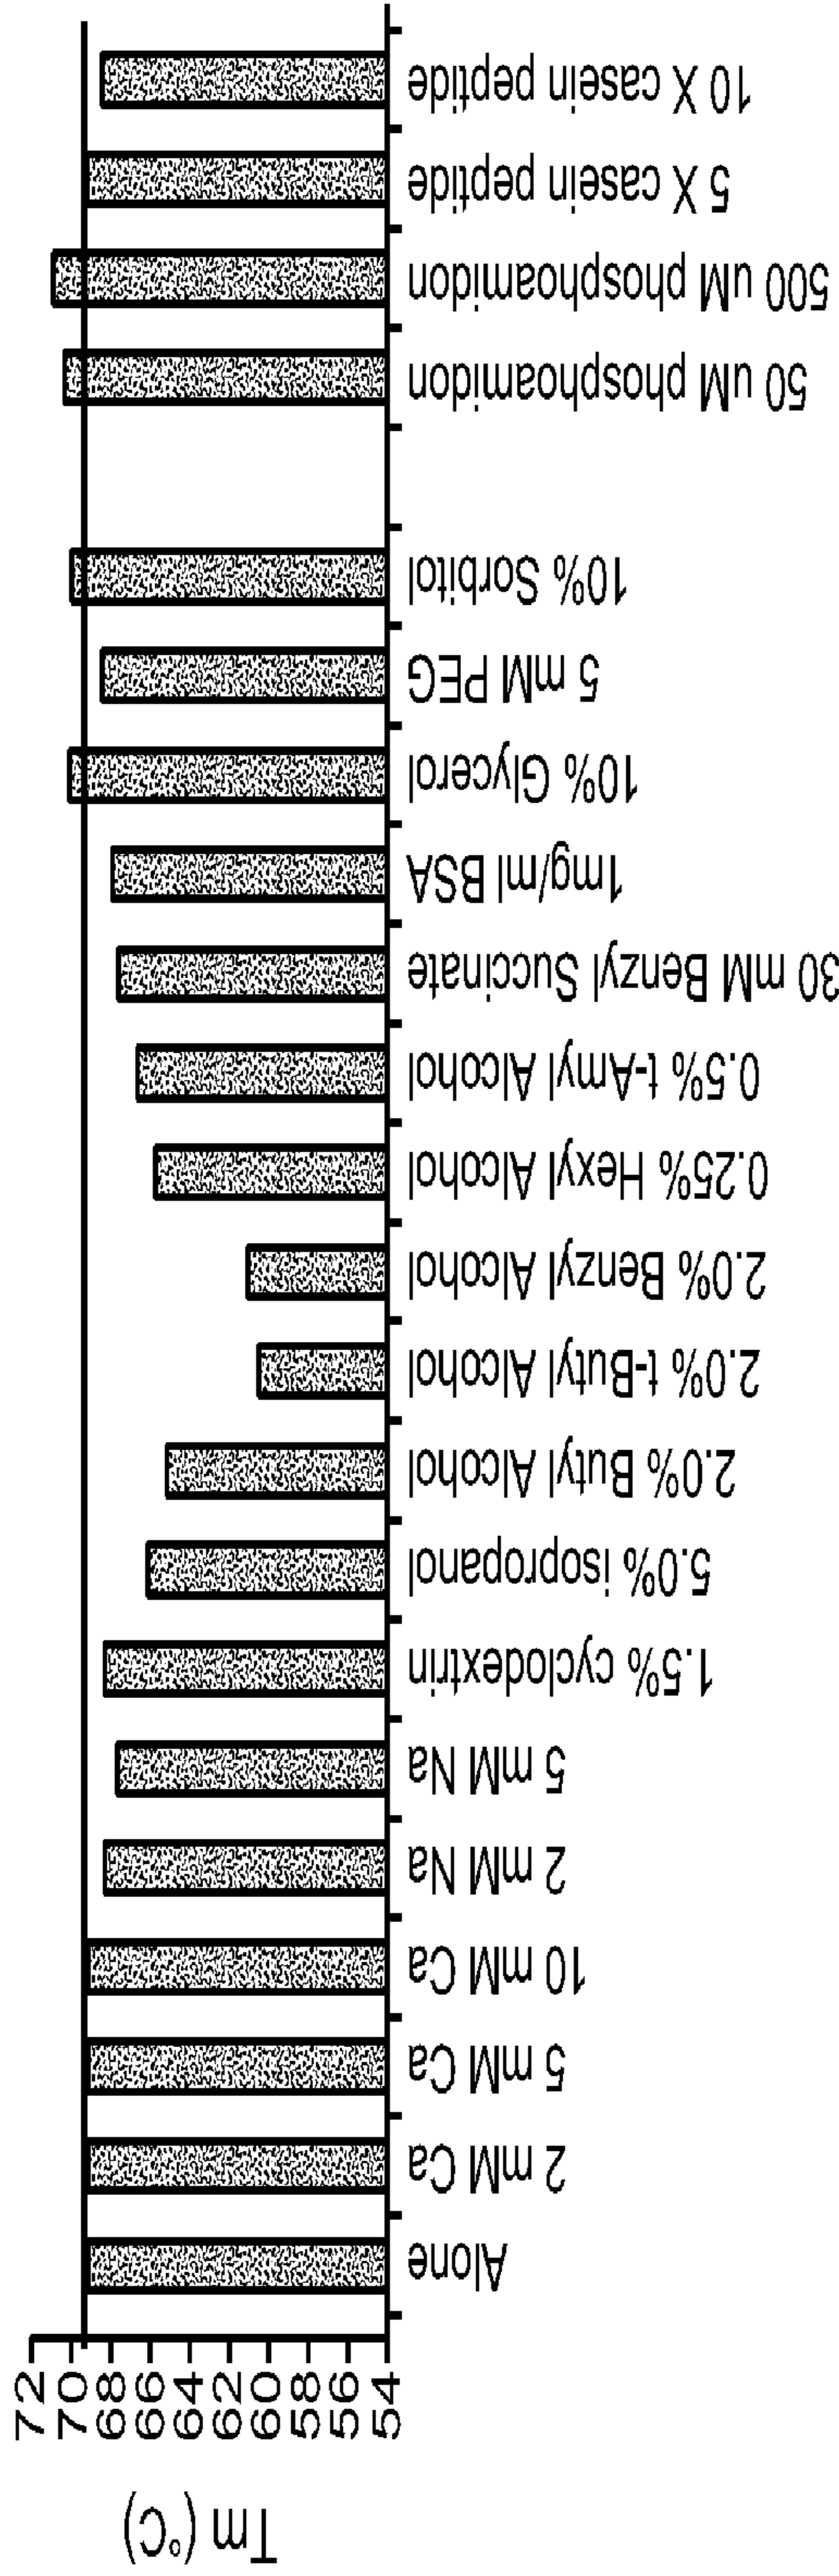 Tm (°C)
72
70
68
66
64
62
60
58
56
54
Alone
2 mM Ca
5 mM Ca
10 mM Ca
2 mM Na
5 mM Na
1.5% cyclodextrin
5.0% isopropanol
2.0% Butyl Alcohol
2.0% t-Butyl Alcohol
2.0% Benzyl Alcohol
0.25% Hexyl Alcohol
0.5% t-Amyl Alcohol
30 mM Benzyl Succinate
1mg/ml BSA
10% Glycerol
5 mM PEG
10% Sorbitol
50 uM phosphoamidon
500 uM phosphoamidon
5 X casein peptide
10 X casein peptide